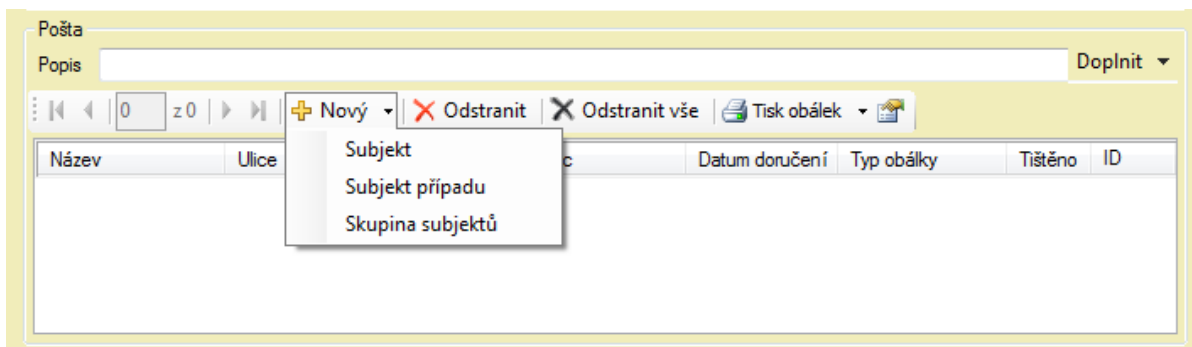 Pošta
Popis Doplnit
0 z 0 Nový Odstranit Odstranit vše Tisk obálek
Název Ulice c Datum doručení Typ obálky Tištěno ID
Subjekt
Subjekt případu
Skupina subjektů